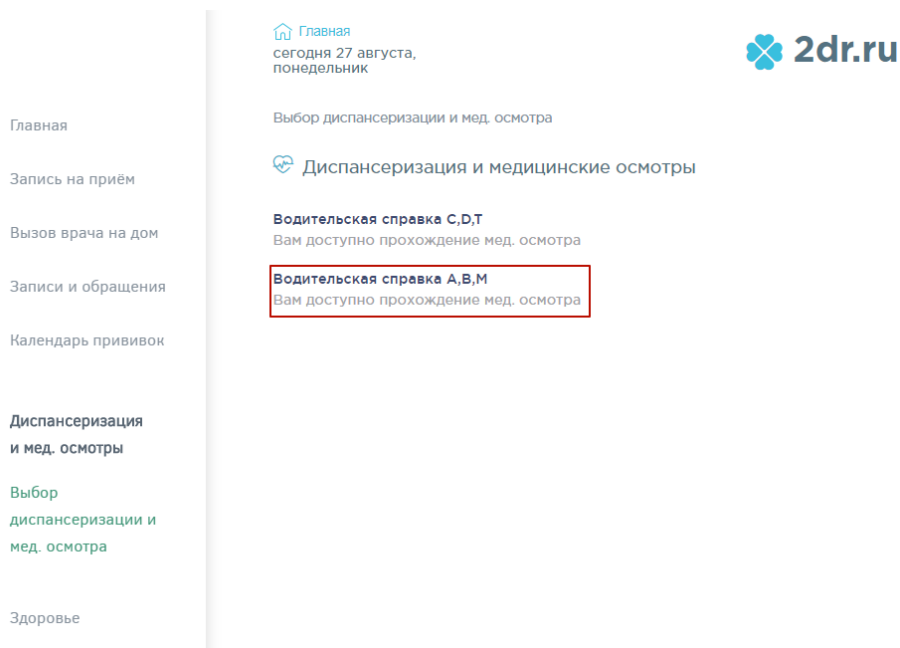 Главная
сегодня 27 августа,
понедельник
2dr.ru
Главная
Запись на приём
Вызов врача на дом
Записи и обращения
Календарь прививок
Диспансеризация
и мед. осмотры
Выбор
диспансеризации и
мед. осмотра
Здоровье
Выбор диспансеризации и мед. осмотра
Диспансеризация и медицинские осмотры
Водительская справка C,D,T
Вам доступно прохождение мед. осмотра
Водительская справка А,В,М
Вам доступно прохождение мед. осмотра